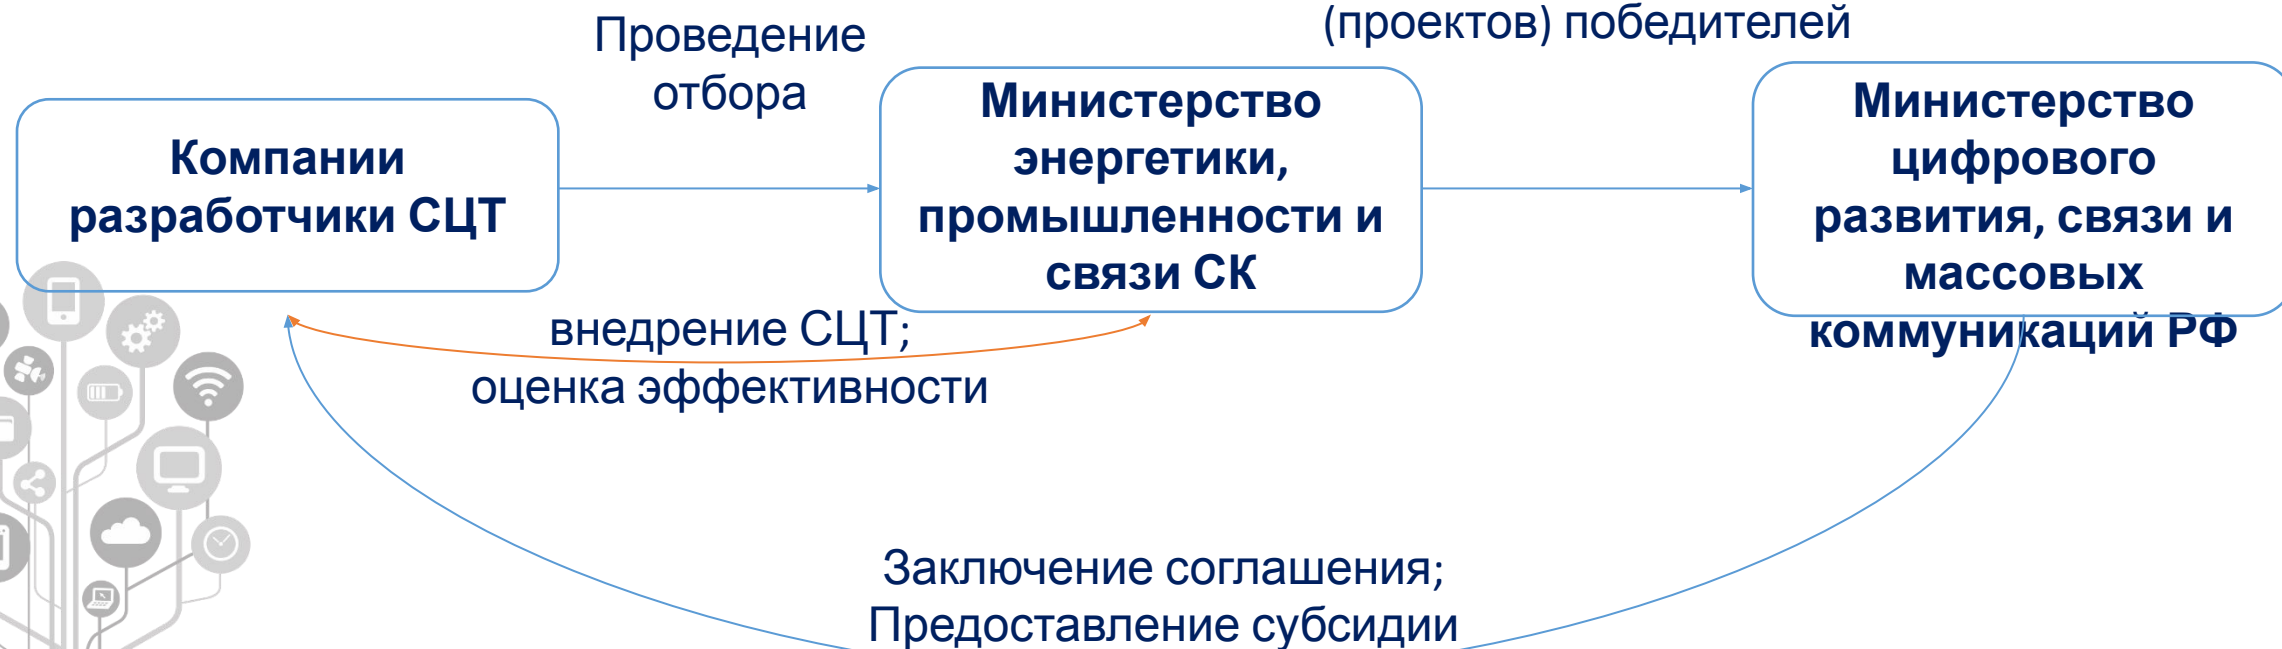 Проведение
отбора
(проектов) победителей
Компании
разработчики СЦТ
Министерство
энергетики,
промышленности и
связи СК
Министерство
цифрового
развития, связи и
массовых
коммуникаций РФ
внедрение СЦТ;
оценка эффективности
Заключение соглашения;
Предоставление субсидии